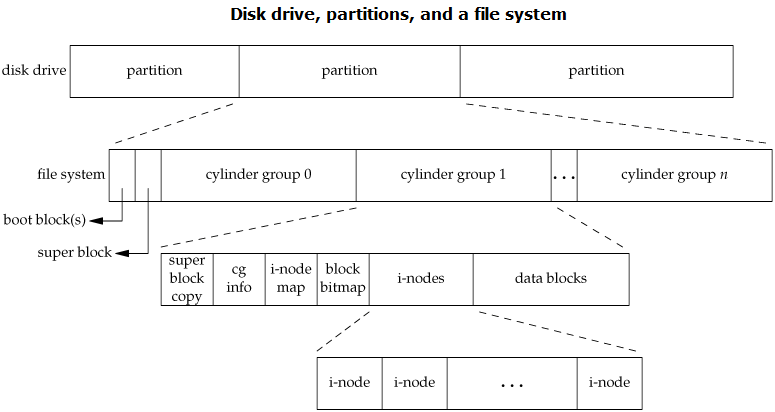 Disk drive, partitions, and a file system
disk drive
partition
partition
partition
file system
cylinder group 0
cylinder group 1
...
cylinder group n
boot block(s)
super block
super
block
copy
cg
info
i-node
map
block
bitmap
i-nodes
data blocks
i-node
i-node
...
i-node